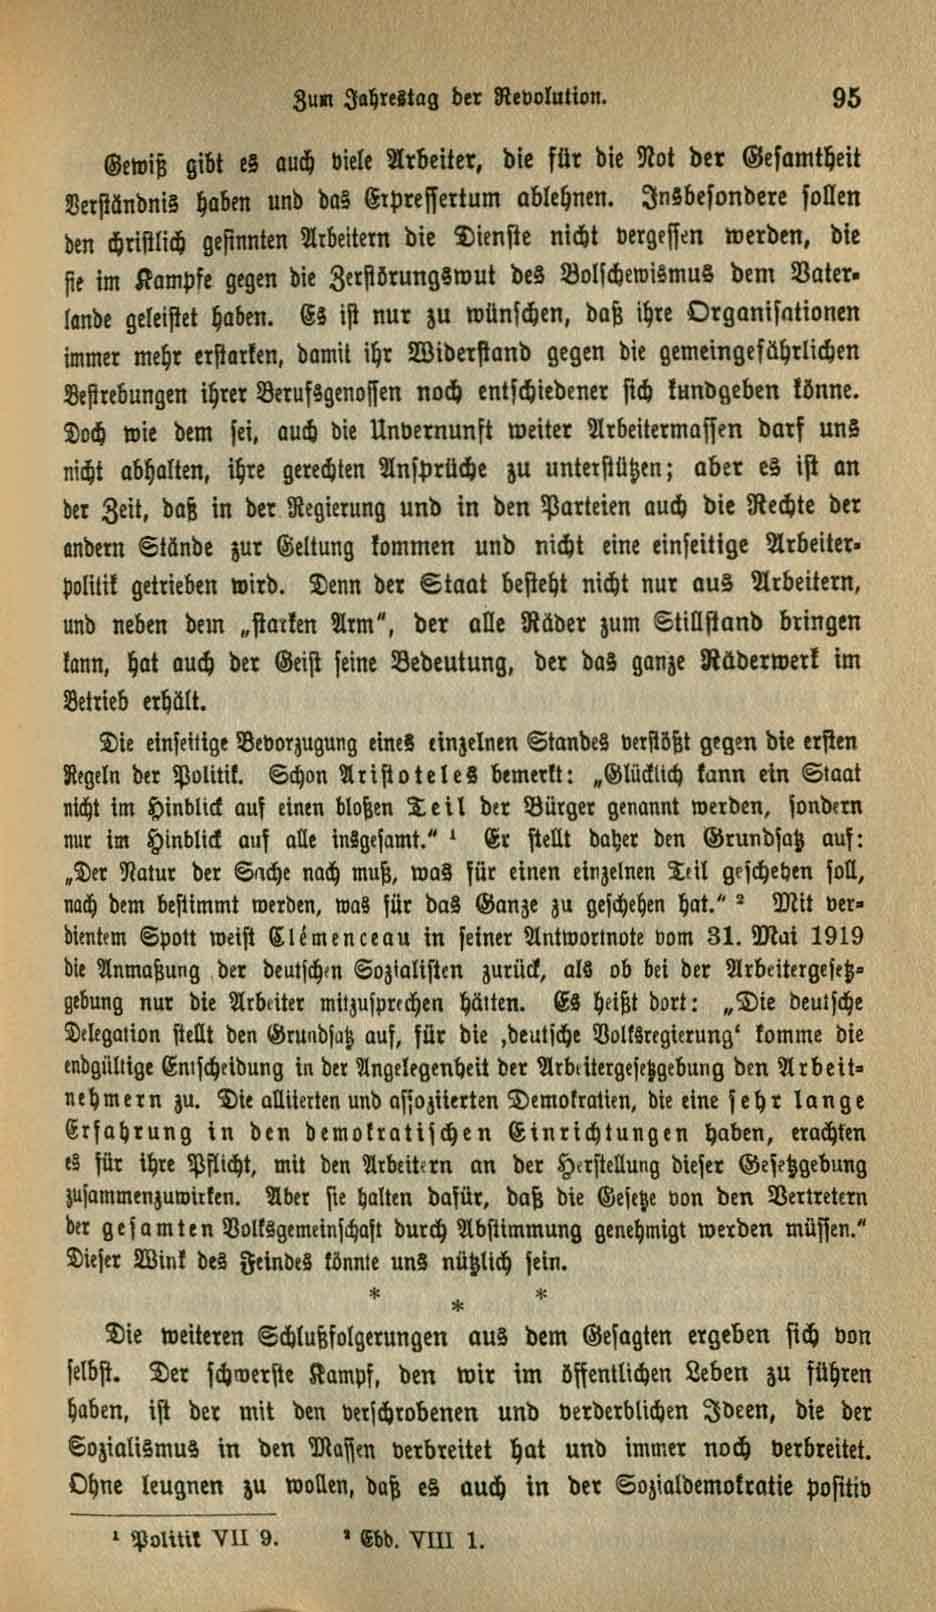 Zum Jahrestag der Revolution. 95
Gewiß gibt es auch viele Arbeiter, die für die Not der Gesamtheit
Verständnis haben und das Erpressertum ablehnen. Insbesondere sollen
den christlich gesinnten Arbeitern die Dienste nicht vergessen werden, die
sie im Kampfe gegen die Zerstörungswut des Bolschewismus dem Vater-
lande geleistet haben. Es ist nur zu wünschen, daß ihre Organisationen
immer mehr erstarken, damit ihr Widerstand gegen die gemeingefährlichen
Bestrebungen ihrer Berufsgenossen noch entschiedener sich kundgeben könne.
Doch wie dem sei, auch die Unvernunft weiter Arbeitermassen darf uns
nicht abhalten, ihre gerechten Ansprüche zu unterstützen; aber es ist an
der Zeit, daß in der Regierung und in den Parteien auch die Rechte der
andern Stände zur Geltung kommen und nicht eine einseitige Arbeiter-
politik getrieben wird. Denn der Staat besteht nicht nur aus Arbeitern,
und neben dem „starken Arm“, der alle Räder zum Stillstand bringen
kann, hat auch der Geist seine Bedeutung, der das ganze Räderwerk im
Betrieb erhält.
Die einseitige Bevorzugung eines einzelnen Standes verstößt gegen die ersten
Regeln der Politik. Schon Aristoteles bemerkt: „Glücklich kann ein Staat
nicht im Hinblick auf einen bloßen Teil der Bürger genannt werden, sondern
nur im Hinblick auf alle insgesamt.“ ¹ Er stellt daher den Grundsatz auf:
„Der Natur der Sache nach muß, was für einen einzelnen Teil geschehen soll,
nach dem bestimmt werden, was für das Ganze zu geschehen hat.“ ² Mit ver-
dientem Spott weist Clémenceau in seiner Antwortnote vom 31. Mai 1919
die Anmaßung der deutschen Sozialisten zurück, als ob bei der Arbeitergesetz-
gebung nur die Arbeiter mitzusprechen hätten. Es heißt dort: „Die deutsche
Delegation stellt den Grundsatz auf, für die ‚deutsche Volksregierung‘ komme die
endgültige Entscheidung in der Angelegenheit der Arbeitergesetzgebung den Arbeit-
nehmern zu. Die alliierten und assoziierten Demokratien, die eine sehr lange
Erfahrung in den demokratischen Einrichtungen haben, erachten
es für ihre Pflicht, mit den Arbeitern an der Herstellung dieser Gesetzgebung
zusammenzuwirken. Aber sie halten dafür, daß die Gesetze von den Vertretern
der gesamten Volksgemeinschaft durch Abstimmung genehmigt werden müssen.“
Dieser Wink des Feindes könnte uns nützlich sein.
* * *
Die weiteren Schlußfolgerungen aus dem Gesagten ergeben sich von
selbst. Der schwerste Kampf, den wir im öffentlichen Leben zu führen
haben, ist der mit den verschrobenen und verderblichen Ideen, die der
Sozialismus in den Massen verbreitet hat und immer noch verbreitet.
Ohne leugnen zu wollen, daß es auch in der Sozialdemokratie positiv
¹ Politik VII 9. ² Ebd. VIII 1.